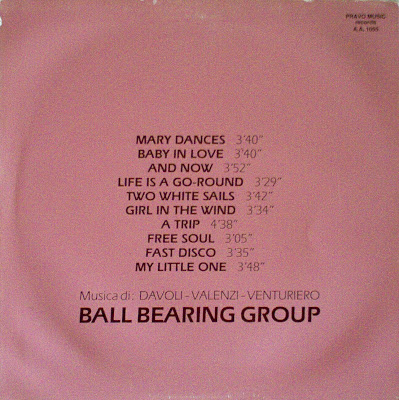 PRAVO MUSIC
records
MARY DANCES 3'40"
BABY IN LOVE 3'40"
AND NOW 3'52"
LIFE IS A GO-ROUND 3'29"
TWO WHITE SAILS 3'42"
GIRL IN THE WIND 3'34"
A TRIP 4'38"
FREE SOUL 3'05"
FAST DISCO 3'35"
MY LITTLE ONE 3'48"
Musica di: DAVOLI - VALENZI - VENTURIERO
BALL BEARING GROUP